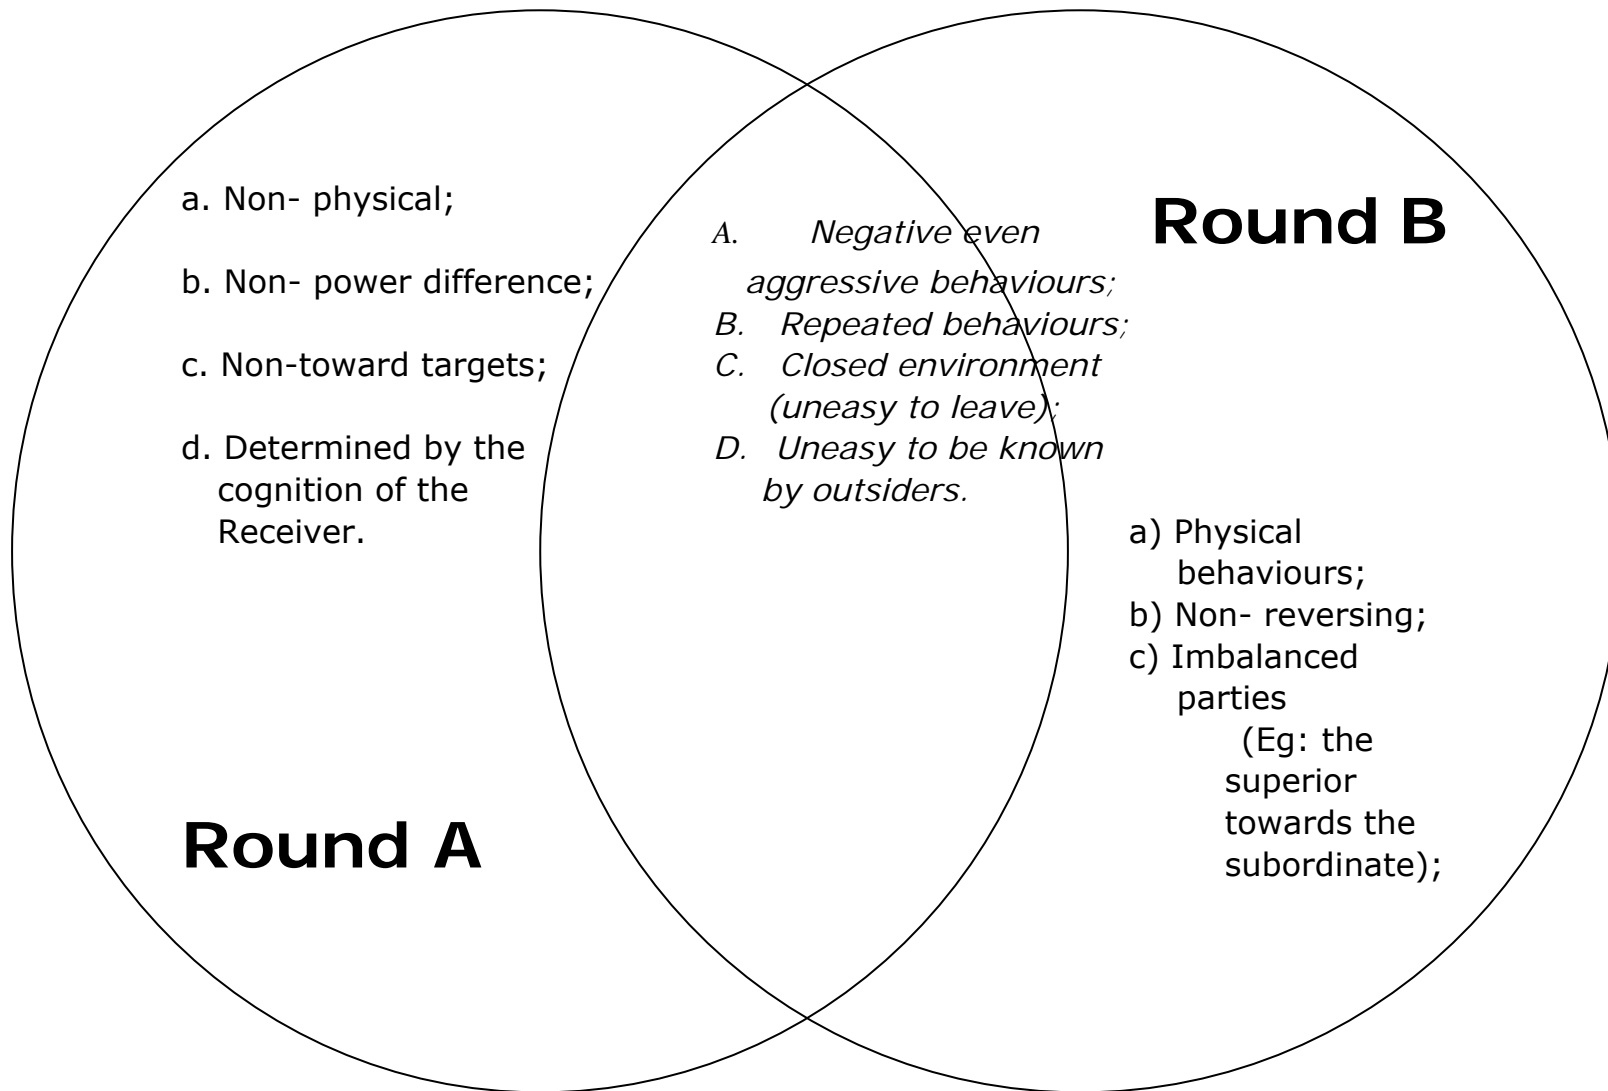 a. Non- physical;
b. Non- power difference;
c. Non-toward targets;
d. Determined by the
cognition of the
Receiver.
Round A
A. Negative even
aggressive behaviours;
B. Repeated behaviours;
C. Closed environment
(uneasy to leave);
D. Uneasy to be known
by outsiders.
Round B
a) Physical
behaviours;
b) Non- reversing;
c) Imbalanced
parties
(Eg: the
superior
towards the
subordinate);